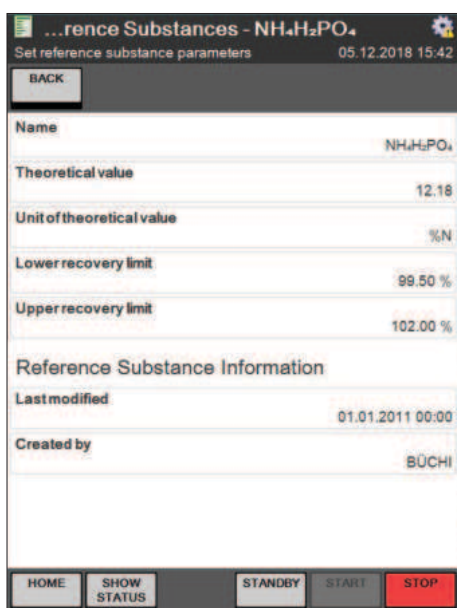 ...rence Substances - NH₄H₂PO₄
Set reference substance parameters 05.12.2018 15:42
BACK
Name
NH₄H₂PO₄
Theoretical value
12.18
Unit of theoretical value
%N
Lower recovery limit
99.50 %
Upper recovery limit
102.00 %
Reference Substance Information
Last modified
01.01.2011 00:00
Created by
BÜCHI
HOME SHOW STATUS STANDBY START STOP